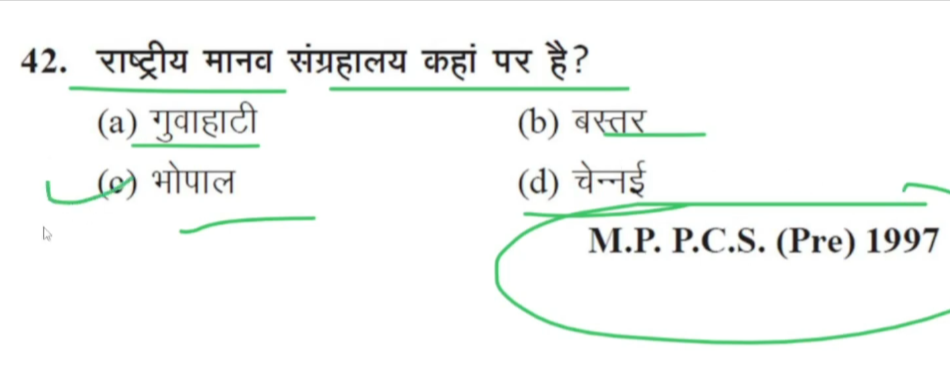 42. राष्ट्रीय मानव संग्रहालय कहां पर है?
(a) गुवाहाटी (b) बस्तर
(c) भोपाल (d) चेन्नई
M.P. P.C.S. (Pre) 1997